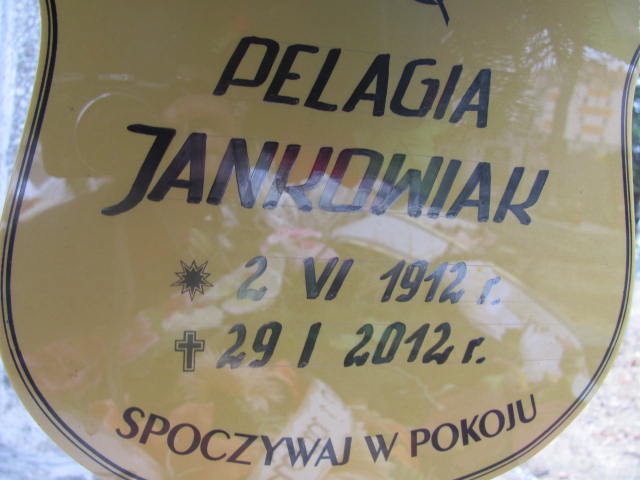 PELAGIA
JANKOWIAK
2 VI 1912 r.
29 I 2012 r.
SPOCZYWAJ W POKOJU